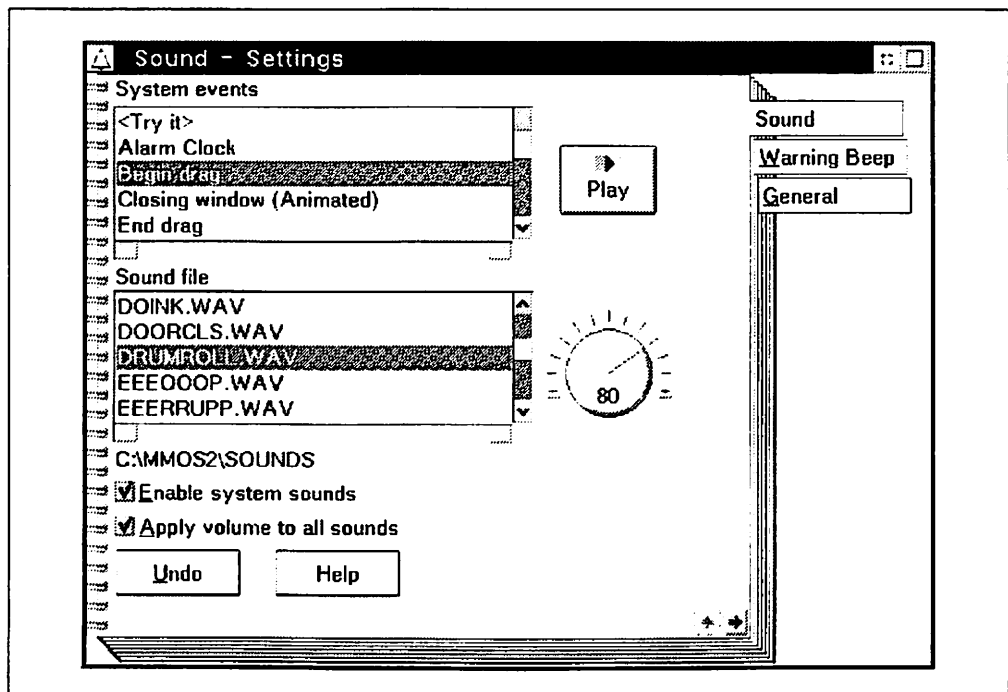 Sound - Settings
System events
<Try it>
Alarm Clock
Begin drag
Closing window (Animated)
End drag
Play
Sound
Warning Beep
General
Sound file
DOINK.WAV
DOORCLS.WAV
DRUMROLL.WAV
EEEOOOP.WAV
EEERRUPP.WAV
80
C:\MMOS2\SOUNDS
Enable system sounds
Apply volume to all sounds
Undo
Help